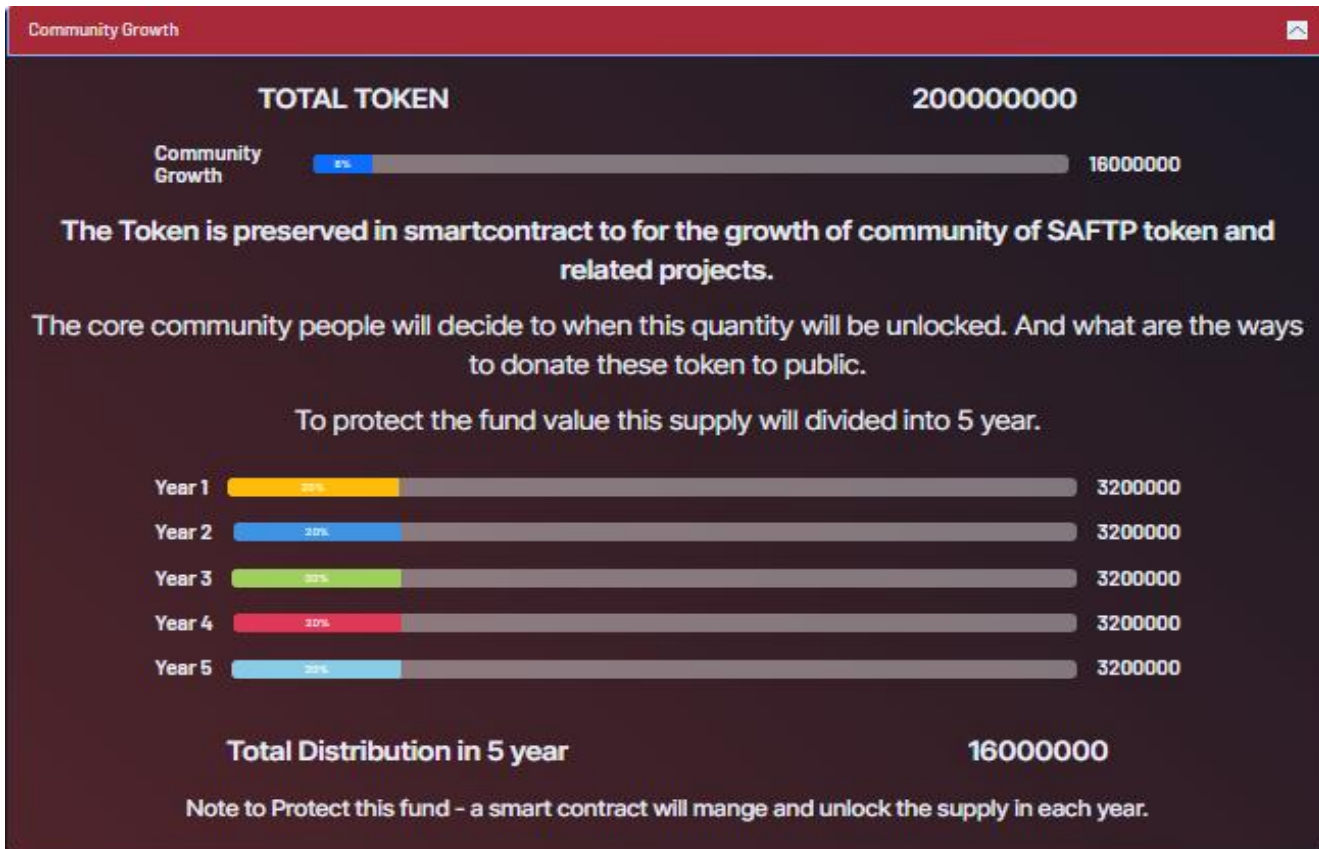 Community Growth
TOTAL TOKEN 200000000
Community
Growth
8%
16000000
The Token is preserved in smartcontract to for the growth of community of SAFTP token and
related projects.
The core community people will decide to when this quantity will be unlocked. And what are the ways
to donate these token to public.
To protect the fund value this supply will divided into 5 year.
Year 1 20% 3200000
Year 2 20% 3200000
Year 3 20% 3200000
Year 4 20% 3200000
Year 5 20% 3200000
Total Distribution in 5 year 16000000
Note to Protect this fund - a smart contract will mange and unlock the supply in each year.